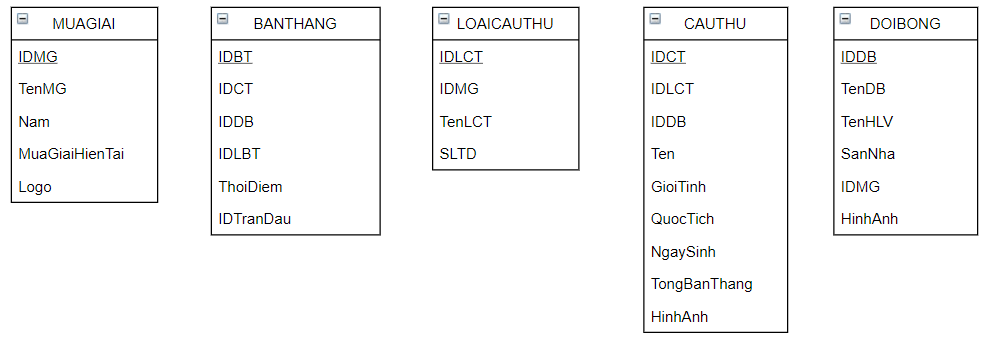 MUAGIAI
IDMG
TenMG
Nam
MuaGiaiHienTai
Logo
BANTHANG
IDBT
IDCT
IDDB
IDLBT
ThoiDiem
IDTranDau
LOAICAUTHU
IDLCT
IDMG
TenLCT
SLTD
CAUTHU
IDCT
IDLCT
IDDB
Ten
GioiTinh
QuocTich
NgaySinh
TongBanThang
HinhAnh
DOIBONG
IDDB
TenDB
TenHLV
SanNha
IDMG
HinhAnh